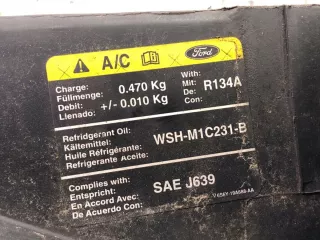 A/C
Ford
Charge:
Füllmenge:
Debit:
Llenado:
0.470 Kg
+/- 0.010 Kg
With:
Mit:
De:
Con:
R134A
Refridgerant Oil:
Kältemittel:
Huile Réfrigérante:
Refrigerante Aceite:
WSH-M1C231-B
Complies with:
Entspricht:
En Accord Avec:
De Acuerdo Con:
SAE J639